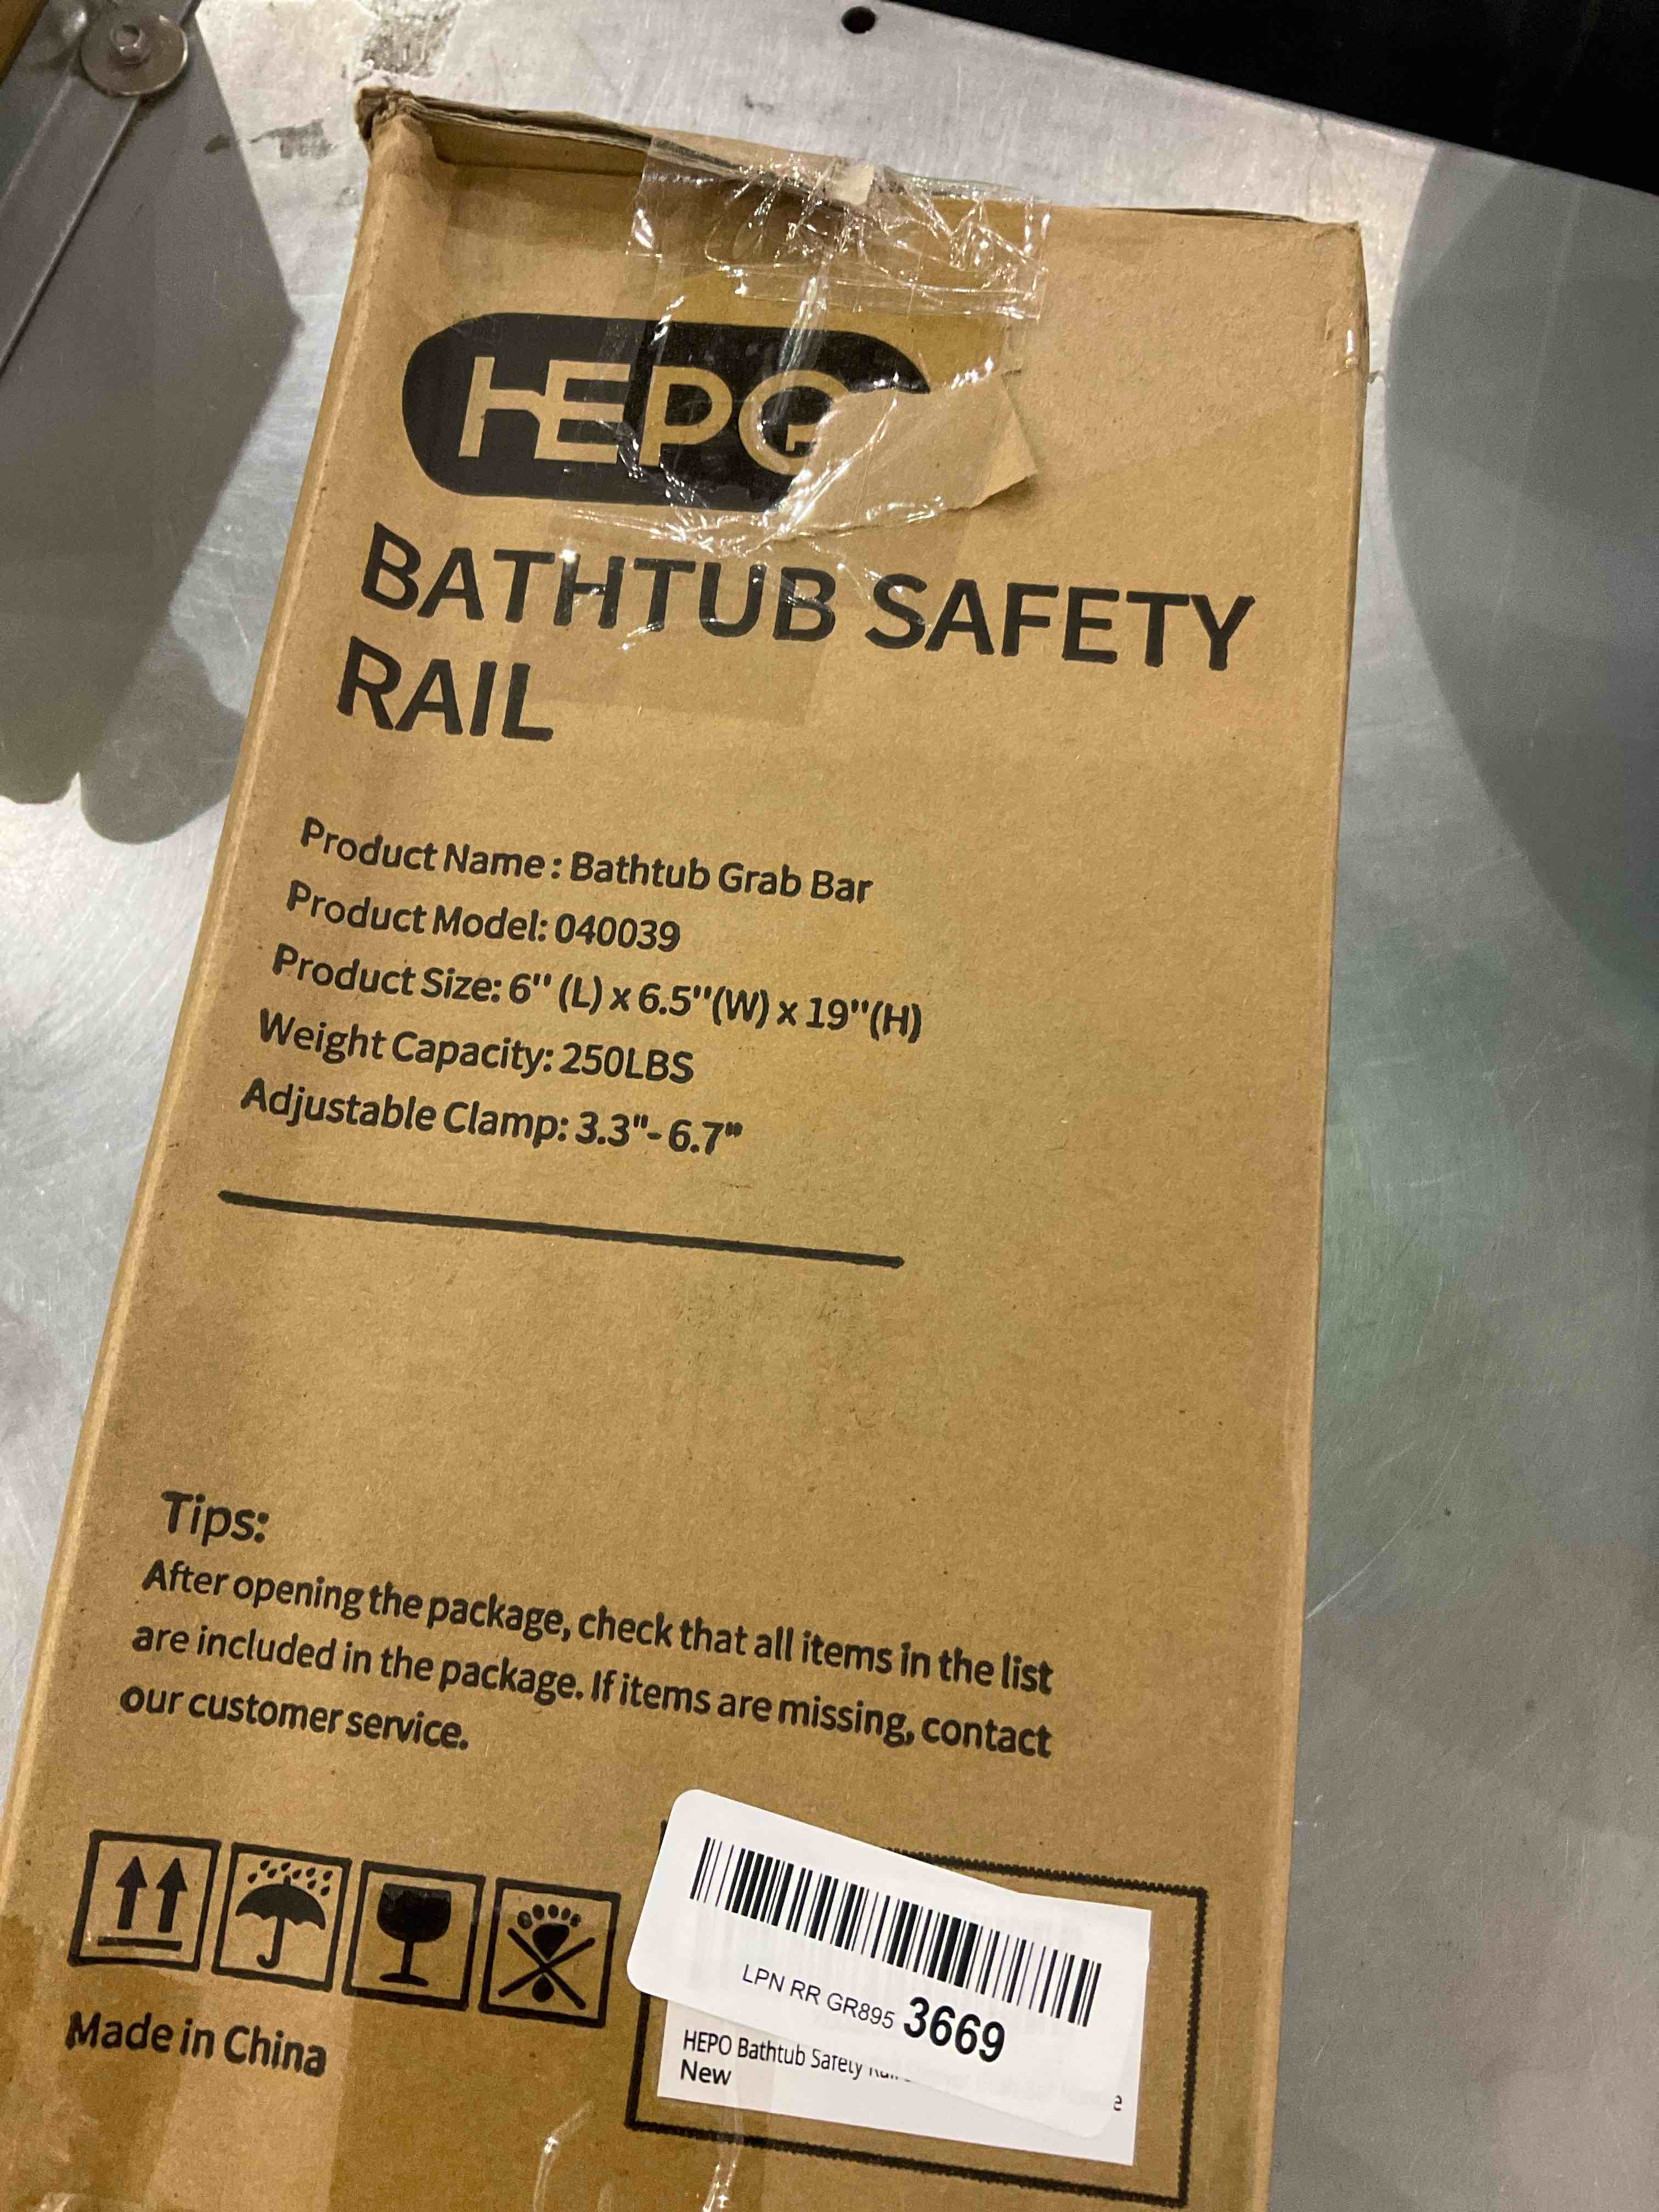 HEPO
BATHTUB SAFETY
RAIL
Product Name : Bathtub Grab Bar
Product Model: 040039
Product Size: 6'' (L) x 6.5''(W) x 19''(H)
Weight Capacity: 250LBS
Adjustable Clamp: 3.3"- 6.7"
Tips:
After opening the package, check that all items in the list
are included in the package. If items are missing, contact
our customer service.
Made in China
LPN RR GR895 3669
HEPO Bathtub Safety
New